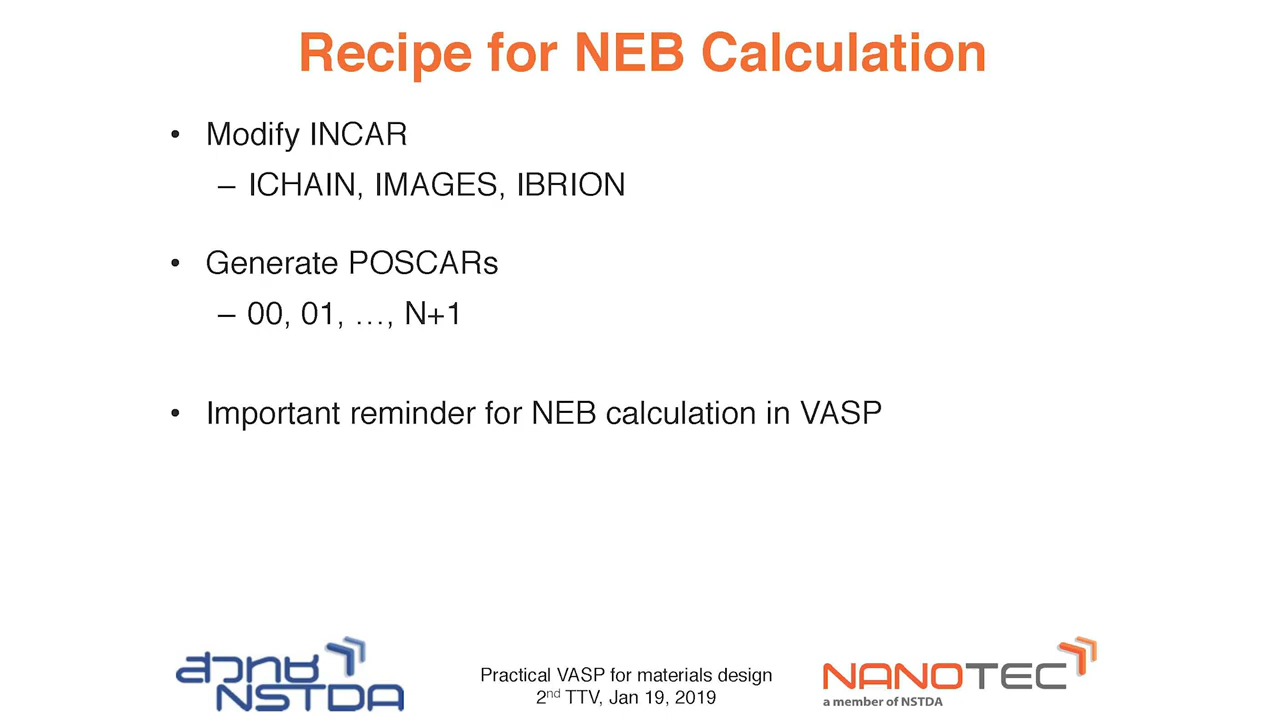 Recipe for NEB Calculation
• Modify INCAR
– ICHAIN, IMAGES, IBRION
• Generate POSCARs
– 00, 01, …, N+1
• Important reminder for NEB calculation in VASP
สวทช
NSTDA
Practical VASP for materials design
2nd TTV, Jan 19, 2019
NANOTEC
a member of NSTDA